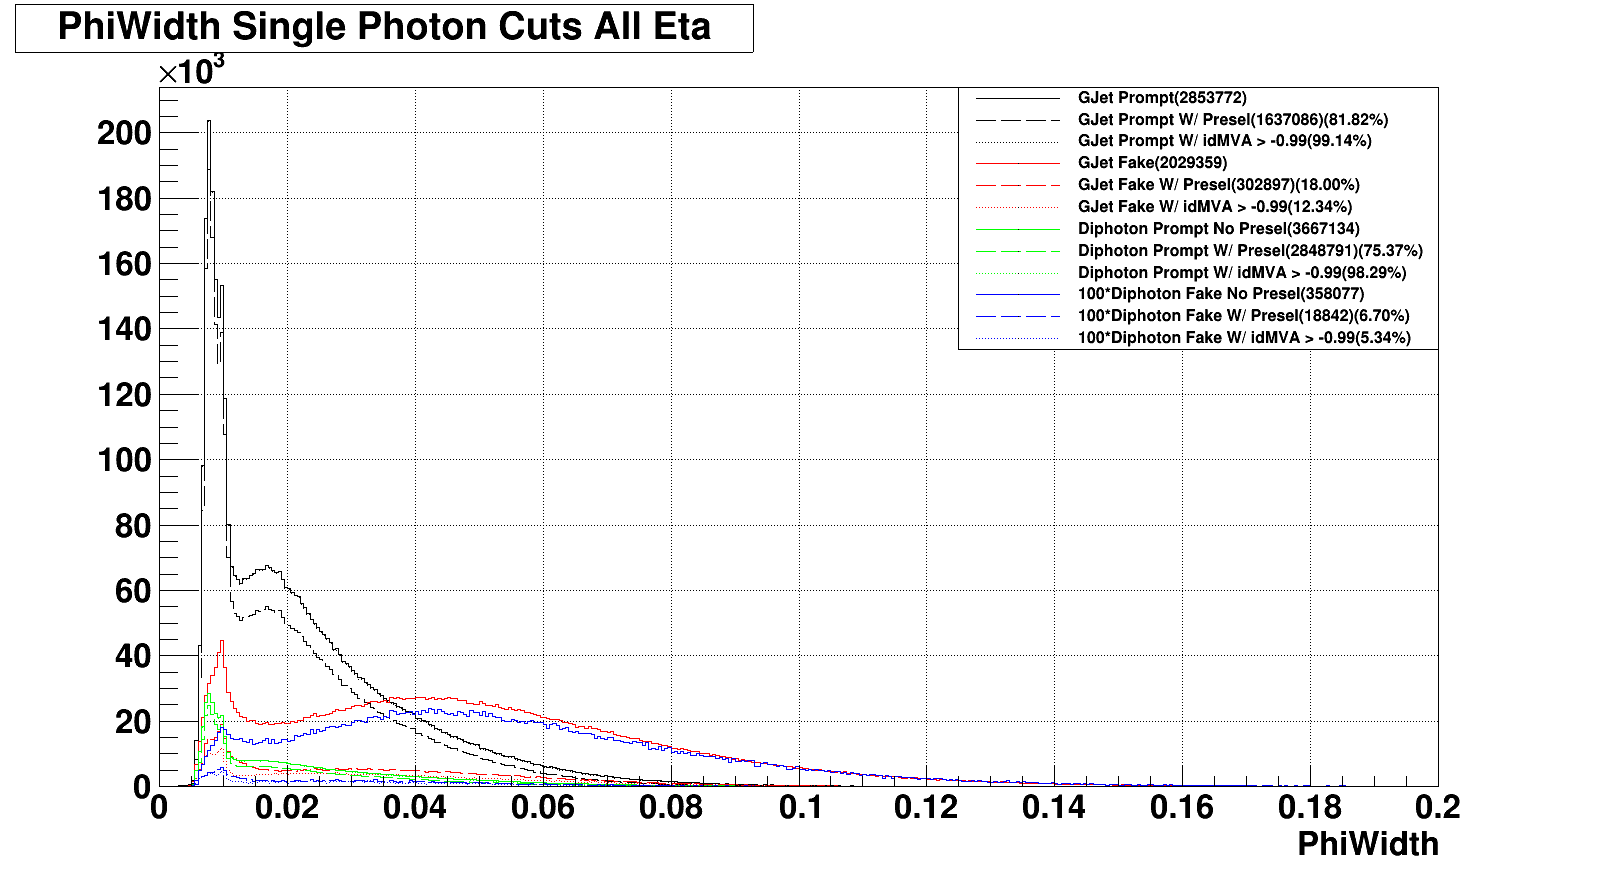 PhiWidth Single Photon Cuts All Eta
×10³
GJet Prompt(2853772)
GJet Prompt W/ Presel(1637086)(81.82%)
GJet Prompt W/ idMVA > -0.99(99.14%)
GJet Fake(2029359)
GJet Fake W/ Presel(302897)(18.00%)
GJet Fake W/ idMVA > -0.99(12.34%)
Diphoton Prompt No Presel(3667134)
Diphoton Prompt W/ Presel(2848791)(75.37%)
Diphoton Prompt W/ idMVA > -0.99(98.29%)
100*Diphoton Fake No Presel(358077)
100*Diphoton Fake W/ Presel(18842)(6.70%)
100*Diphoton Fake W/ idMVA > -0.99(5.34%)
200
180
160
140
120
100
80
60
40
20
0
0 0.02 0.04 0.06 0.08 0.1 0.12 0.14 0.16 0.18 0.2
PhiWidth